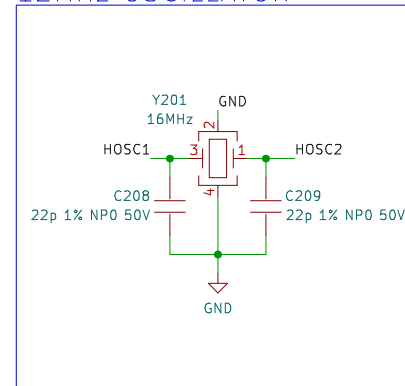 Y201
GND
16MHz
2
HOSC1
3
1
HOSC2
4
C208
C209
22p 1% NP0 50V
22p 1% NP0 50V
GND